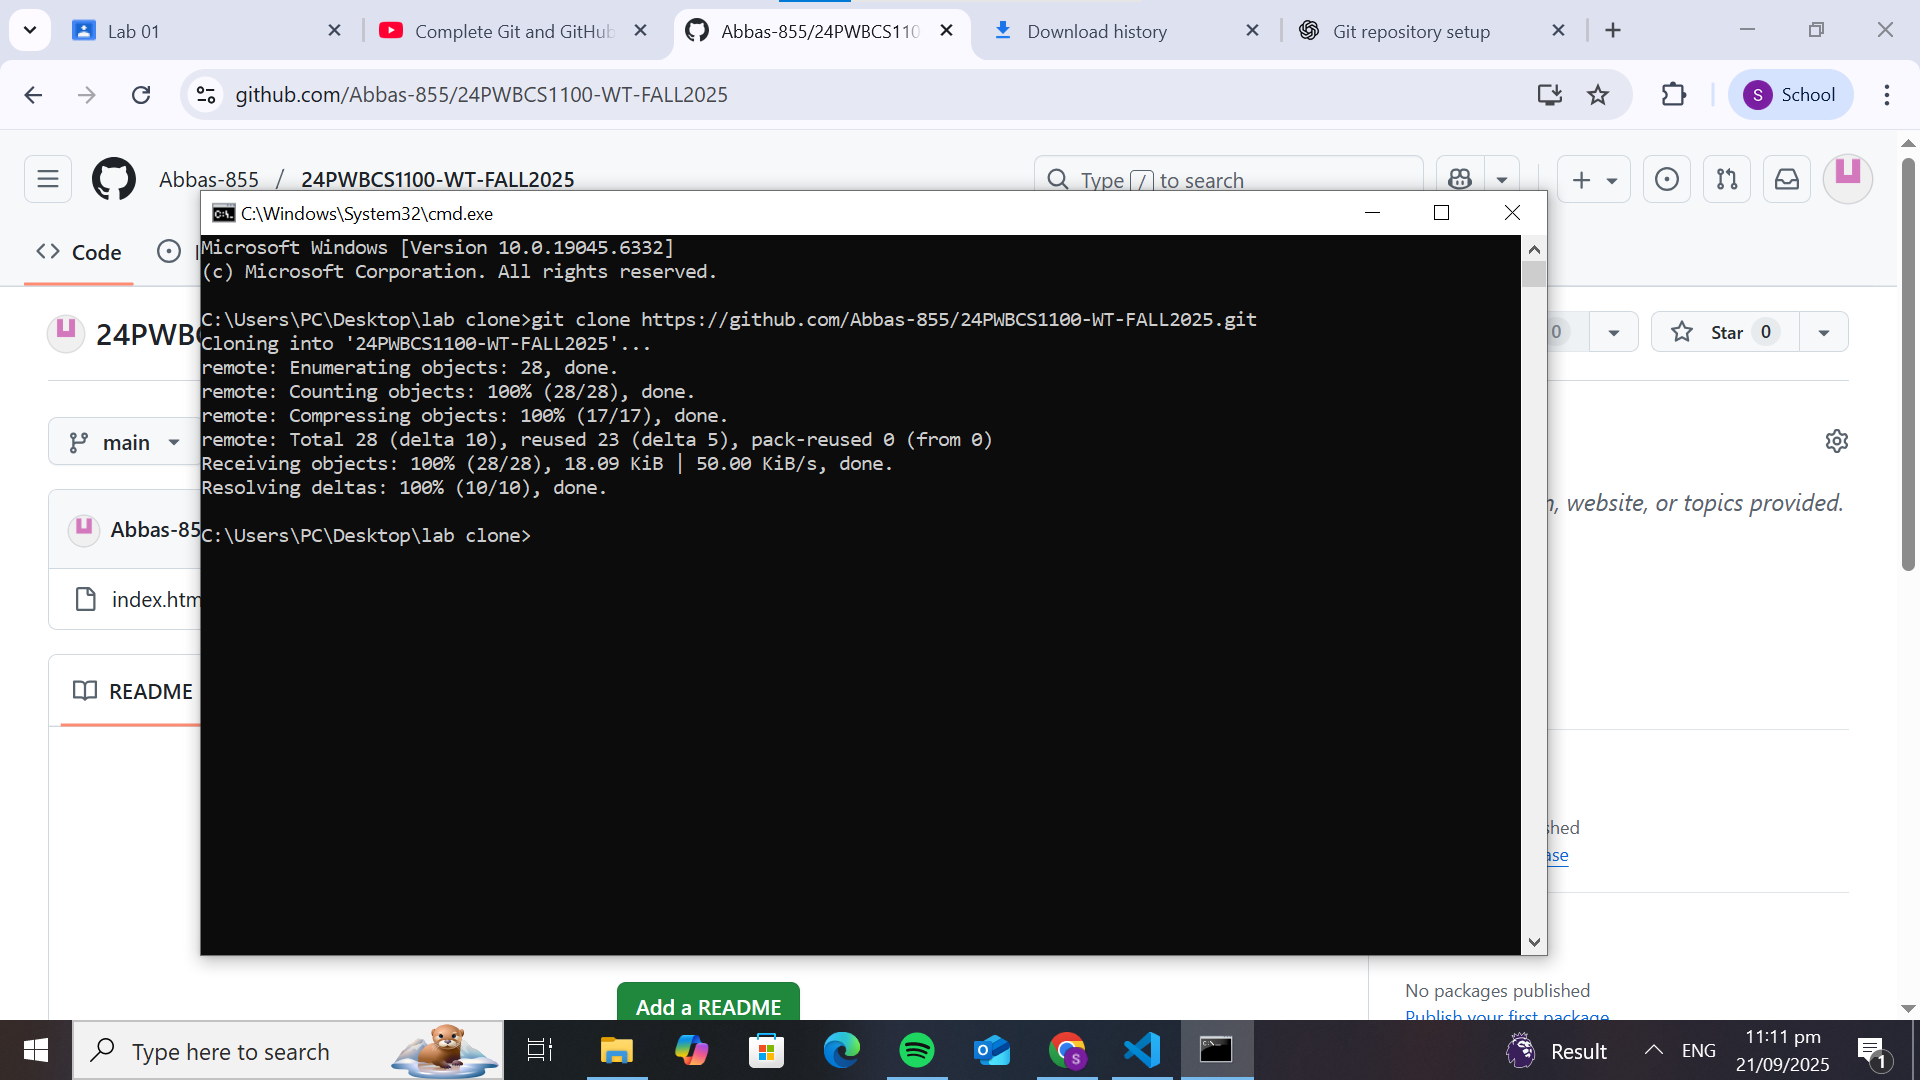 Lab 01
Complete Git and GitHub
Abbas-855/24PWBCS110
Download history
Git repository setup
github.com/Abbas-855/24PWBCS1100-WT-FALL2025
S
School
Abbas-855 / 24PWBCS1100-WT-FALL2025
Type / to search
C:\Windows\System32\cmd.exe
Code
Microsoft Windows [Version 10.0.19045.6332]
(c) Microsoft Corporation. All rights reserved.
C:\Users\PC\Desktop\lab clone>git clone https://github.com/Abbas-855/24PWBCS1100-WT-FALL2025.git
Cloning into '24PWBCS1100-WT-FALL2025'...
remote: Enumerating objects: 28, done.
remote: Counting objects: 100% (28/28), done.
remote: Compressing objects: 100% (17/17), done.
remote: Total 28 (delta 10), reused 23 (delta 5), pack-reused 0 (from 0)
Receiving objects: 100% (28/28), 18.09 KiB | 50.00 KiB/s, done.
Resolving deltas: 100% (10/10), done.
C:\Users\PC\Desktop\lab clone>
24PWBC
0
Star 0
main
n, website, or topics provided.
Abbas-85
index.htm
README
shed
ase
No packages published
Publish your first package
Add a README
Type here to search
S
Result
ENG
11:11 pm
21/09/2025
1